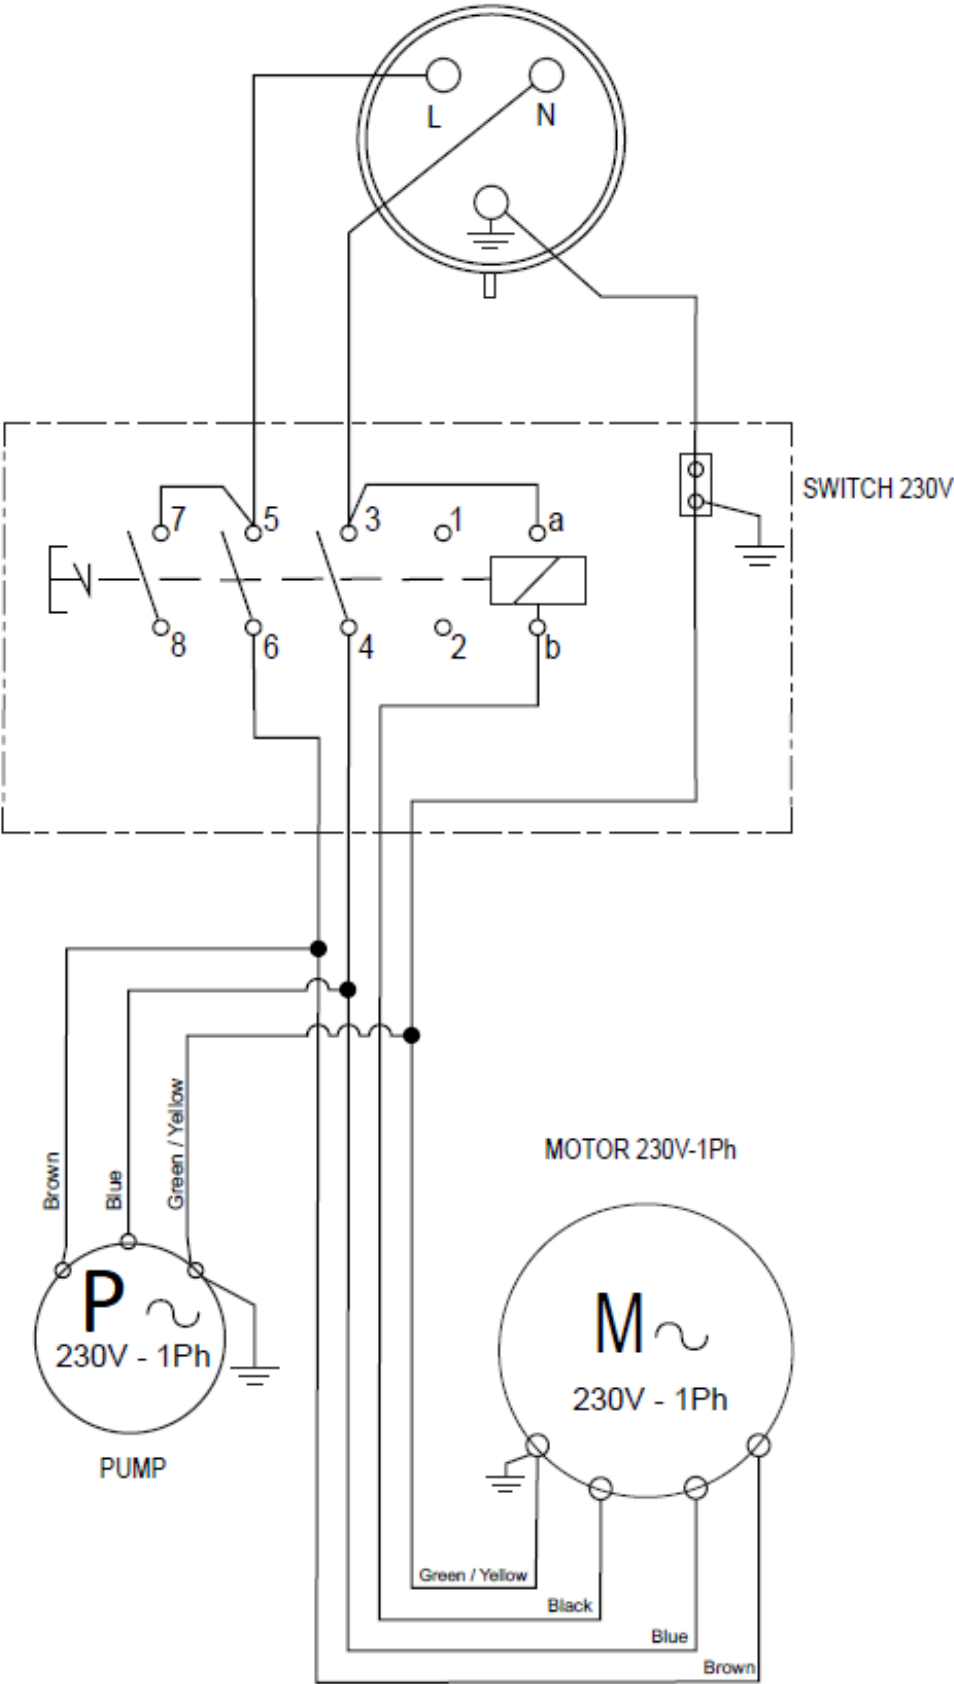 L
N
SWITCH 230V
7
5
3
1
a
8
6
4
2
b
Brown
Blue
Green / Yellow
MOTOR 230V-1Ph
P
230V - 1Ph
PUMP
M
230V - 1Ph
Green / Yellow
Black
Blue
Brown